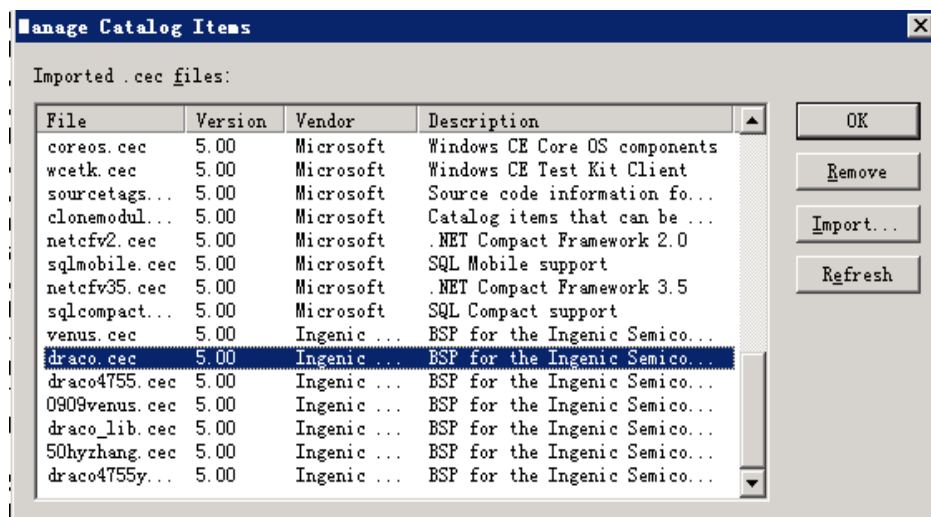 Manage Catalog Items
Imported .cec files:
File Version Vendor Description
coreos.cec 5.00 Microsoft Windows CE Core OS components
wcetk.cec 5.00 Microsoft Windows CE Test Kit Client
sourcetags... 5.00 Microsoft Source code information fo...
clonemodul... 5.00 Microsoft Catalog items that can be ...
netcfv2.cec 5.00 Microsoft .NET Compact Framework 2.0
sqlmobile.cec 5.00 Microsoft SQL Mobile support
netcfv35.cec 5.00 Microsoft .NET Compact Framework 3.5
sqlcompact... 5.00 Microsoft SQL Compact support
venus.cec 5.00 Ingenic ... BSP for the Ingenic Semico...
draco.cec 5.00 Ingenic ... BSP for the Ingenic Semico...
draco4755.cec 5.00 Ingenic ... BSP for the Ingenic Semico...
0909venus.cec 5.00 Ingenic ... BSP for the Ingenic Semico...
draco_lib.cec 5.00 Ingenic ... BSP for the Ingenic Semico...
50hyzhang.cec 5.00 Ingenic ... BSP for the Ingenic Semico...
draco4755y... 5.00 Ingenic ... BSP for the Ingenic Semico...
OK
Remove
Import...
Refresh